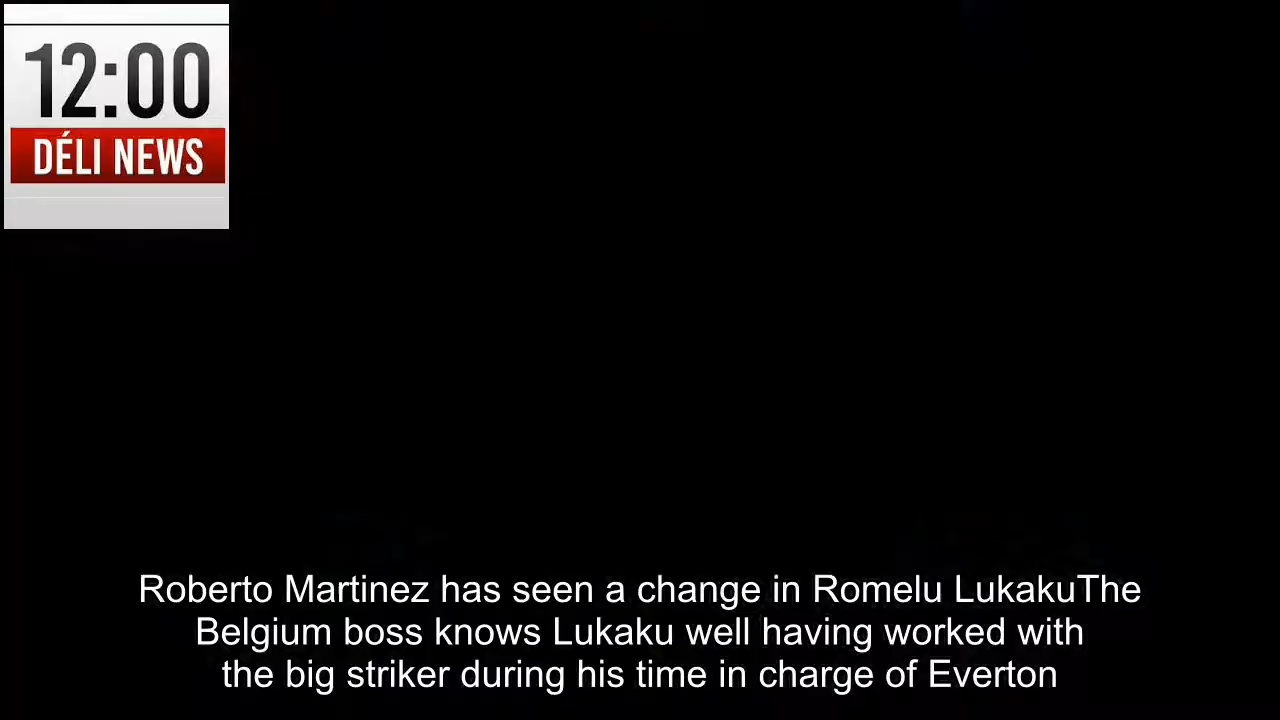 12:00
DÉLI NEWS
Roberto Martinez has seen a change in Romelu LukakuThe
Belgium boss knows Lukaku well having worked with
the big striker during his time in charge of Everton